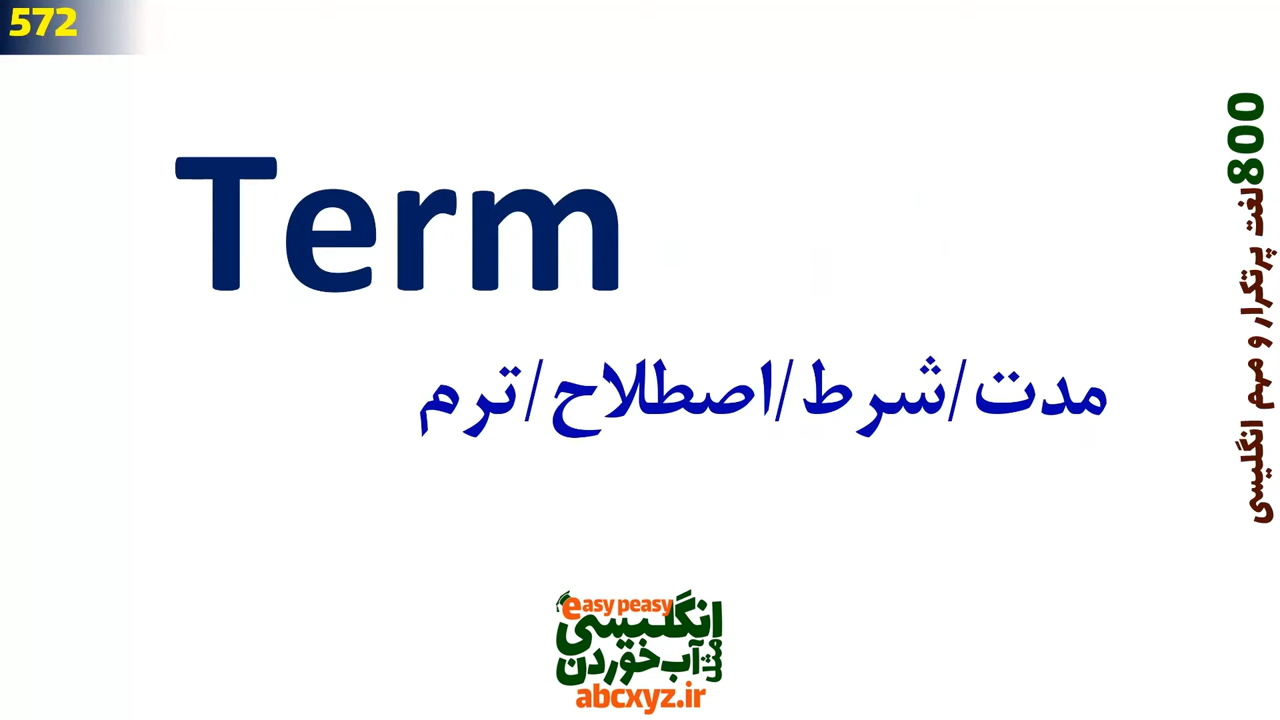 572
Term
مدت/شرط/اصطلاح/ترم
800 لغت پرتکرار و مهم انگلیسی
easy peasy
انگلیسی
مثل آب خوردن
abcxyz.ir